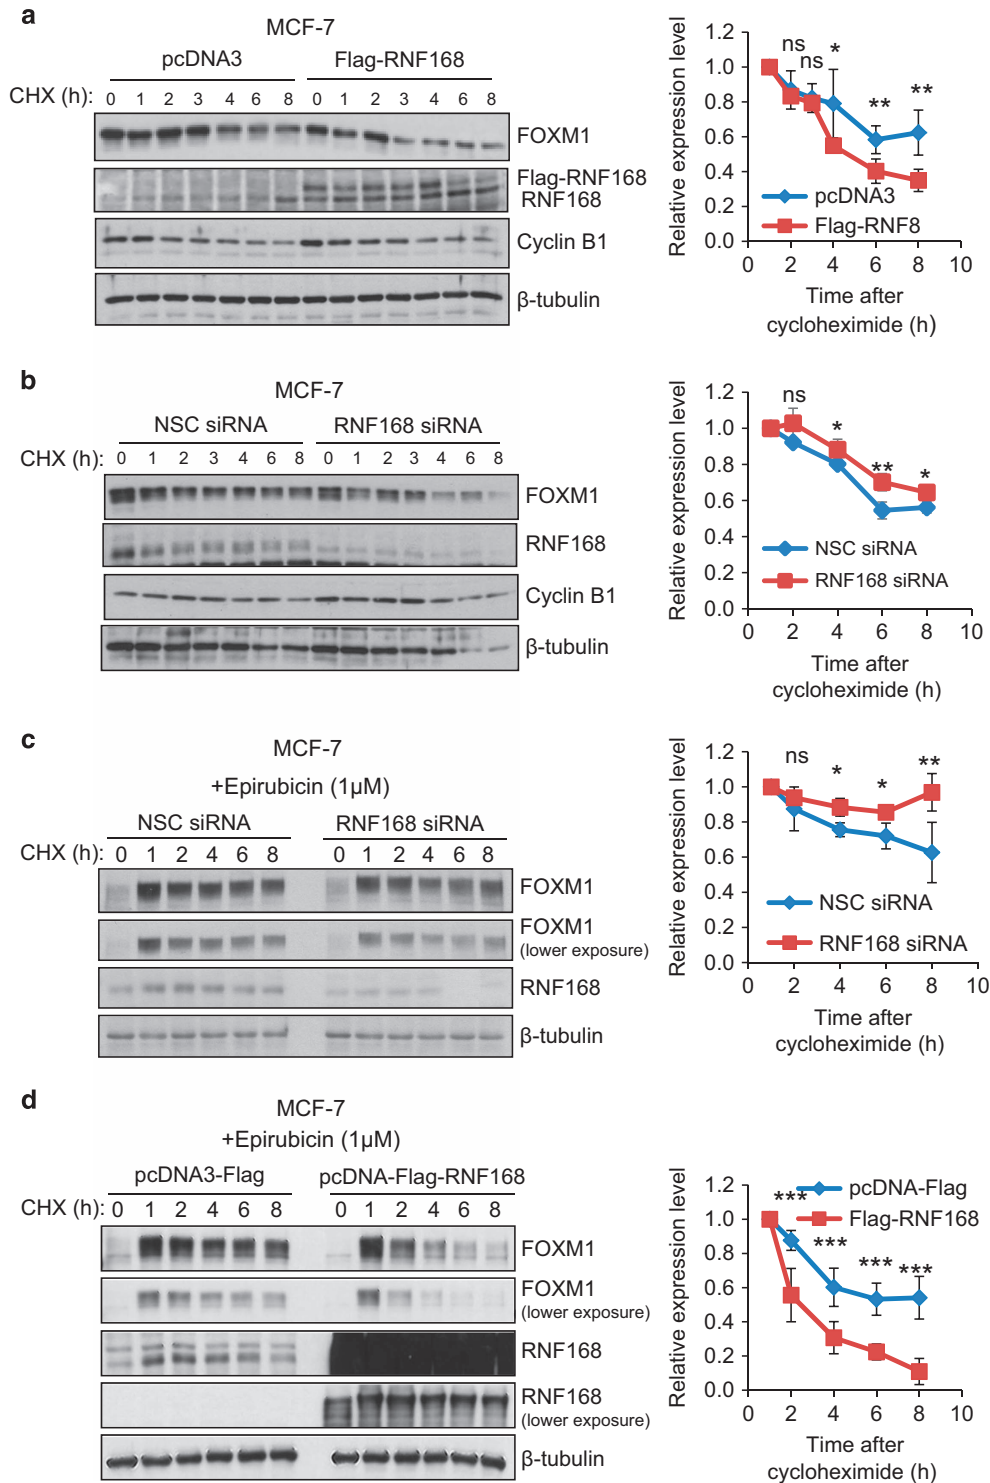 a
MCF-7
pcDNA3 Flag-RNF168
CHX (h): 0 1 2 3 4 6 8 0 1 2 3 4 6 8
FOXM1
Flag-RNF168
RNF168
Cyclin B1
β-tubulin
Relative expression level
1.2
1.0
0.8
0.6
0.4
0.2
0.0
ns
ns
*
**
**
pcDNA3
Flag-RNF8
0 2 4 6 8 10
Time after
cycloheximide (h)
b
MCF-7
NSC siRNA RNF168 siRNA
CHX (h): 0 1 2 3 4 6 8 0 1 2 3 4 6 8
FOXM1
RNF168
Cyclin B1
β-tubulin
Relative expression level
1.2
1.0
0.8
0.6
0.4
0.2
0.0
ns
*
**
*
NSC siRNA
RNF168 siRNA
0 2 4 6 8 10
Time after
cycloheximide (h)
c
MCF-7
+Epirubicin (1µM)
NSC siRNA RNF168 siRNA
CHX (h): 0 1 2 4 6 8 0 1 2 4 6 8
FOXM1
FOXM1
(lower exposure)
RNF168
β-tubulin
Relative expression level
1.2
1.0
0.8
0.6
0.4
0.2
0.0
ns
*
*
**
NSC siRNA
RNF168 siRNA
0 2 4 6 8 10
Time after
cycloheximide (h)
d
MCF-7
+Epirubicin (1µM)
pcDNA3-Flag pcDNA-Flag-RNF168
CHX (h): 0 1 2 4 6 8 0 1 2 4 6 8
FOXM1
FOXM1
(lower exposure)
RNF168
RNF168
(lower exposure)
β-tubulin
Relative expression level
1.2
1.0
0.8
0.6
0.4
0.2
0.0
pcDNA-Flag
Flag-RNF168
***
***
***
***
0 2 4 6 8 10
Time after
cycloheximide (h)